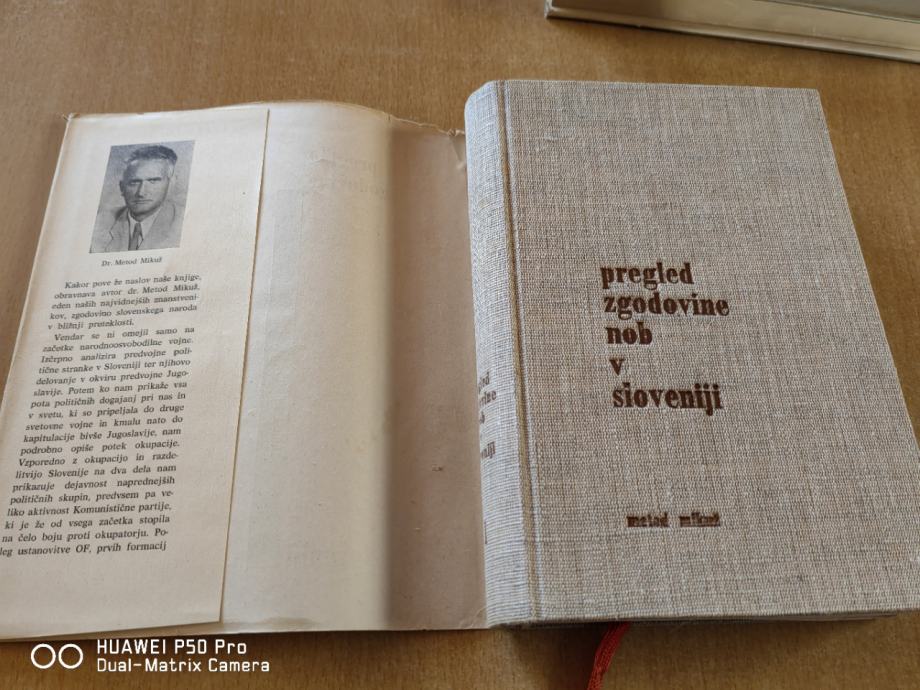 Dr. Metod Mikuž
Kakor pove že naslov naše knjige,
obravnava avtor dr. Metod Mikuž,
eden naših najvidnejših znanstveni-
kov, zgodovino slovenskega naroda
v bližnji preteklosti.
Vendar se ni omejil samo na
začetke narodnoosvobodilne vojne.
Izčrpno analizira predvojne poli-
tične stranke v Sloveniji ter njihovo
delovanje v okviru predvojne Jugo-
slavije. Potem ko nam prikaže vsa
pota političnih dogajanj pri nas in
v svetu, ki so pripeljala do druge
svetovne vojne in kmalu nato do
kapitulacije bivše Jugoslavije, nam
podrobno opiše potek okupacije.
Vzporedno z okupacijo in razde-
litvijo Slovenije na dva dela nam
prikazuje dejavnost naprednejših
političnih skupin, predvsem pa ve-
liko aktivnost Komunistične partije,
ki je že od vsega začetka stopila
na čelo boju proti okupatorju. Po-
leg ustanovitve OF, prvih formacij
pregled
zgodovine
nob
v
sloveniji
metod mikuž
HUAWEI P50 Pro
Dual-Matrix Camera